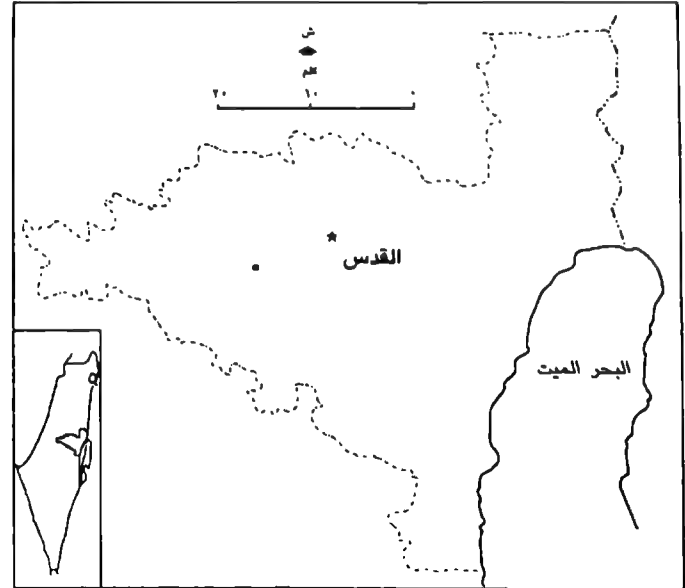 ش
كم
٢٠ ١٠ ٠
القدس
البحر الميت